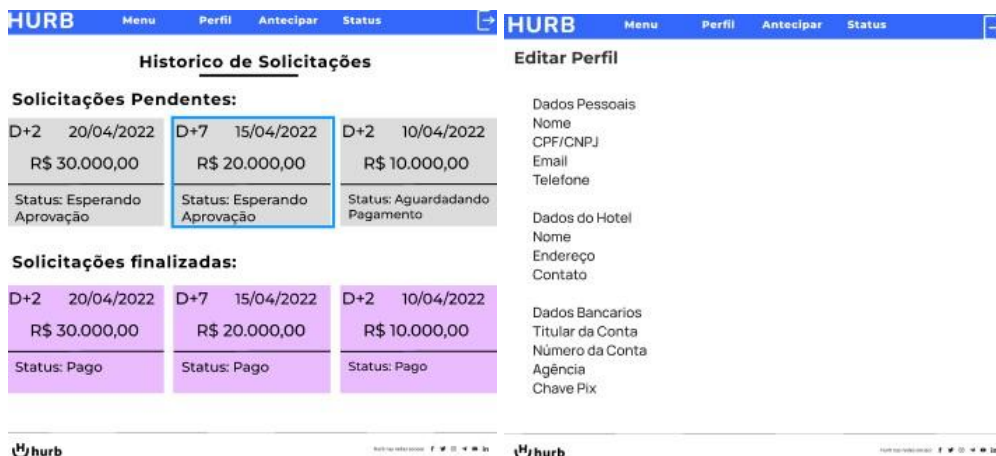 HURB Menu Perfil Antecipar Status
Historico de Solicitações
Solicitações Pendentes:
D+2 20/04/2022
R$ 30.000,00
Status: Esperando
Aprovação
D+7 15/04/2022
R$ 20.000,00
Status: Esperando
Aprovação
D+2 10/04/2022
R$ 10.000,00
Status: Aguardadando
Pagamento
Solicitações finalizadas:
D+2 20/04/2022
R$ 30.000,00
Status: Pago
D+7 15/04/2022
R$ 20.000,00
Status: Pago
D+2 10/04/2022
R$ 10.000,00
Status: Pago
hurb
HURB Menu Perfil Antecipar Status
Editar Perfil
Dados Pessoais
Nome
CPF/CNPJ
Email
Telefone
Dados do Hotel
Nome
Endereço
Contato
Dados Bancarios
Titular da Conta
Número da Conta
Agência
Chave Pix
hurb